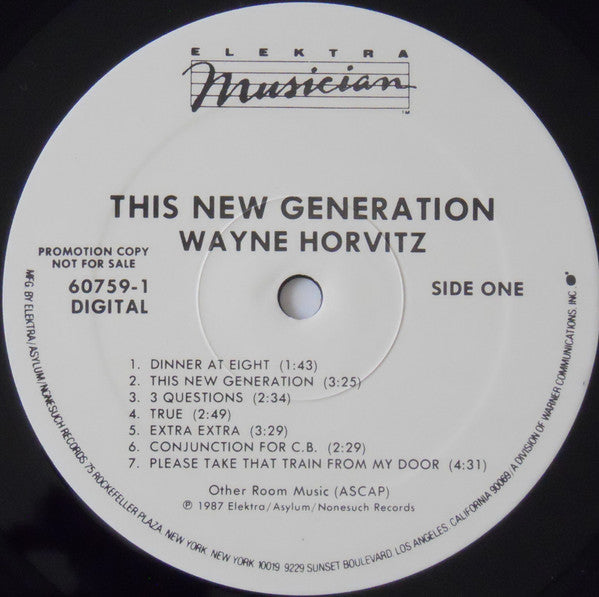 ELEKTRA
Musician
™
THIS NEW GENERATION
WAYNE HORVITZ
PROMOTION COPY
NOT FOR SALE
60759-1
DIGITAL
SIDE ONE
1. DINNER AT EIGHT (1:43)
2. THIS NEW GENERATION (3:25)
3. 3 QUESTIONS (2:34)
4. TRUE (2:49)
5. EXTRA EXTRA (3:29)
6. CONJUNCTION FOR C.B. (2:29)
7. PLEASE TAKE THAT TRAIN FROM MY DOOR (4:31)
Other Room Music (ASCAP)
℗ 1987 Elektra/Asylum/Nonesuch Records
MFG. BY ELEKTRA/ASYLUM/NONESUCH RECORDS, 75 ROCKEFELLER PLAZA, NEW YORK, NEW YORK 10019 9229 SUNSET BOULEVARD, LOS ANGELES, CALIFORNIA 90069, A DIVISION OF WARNER COMMUNICATIONS, INC.